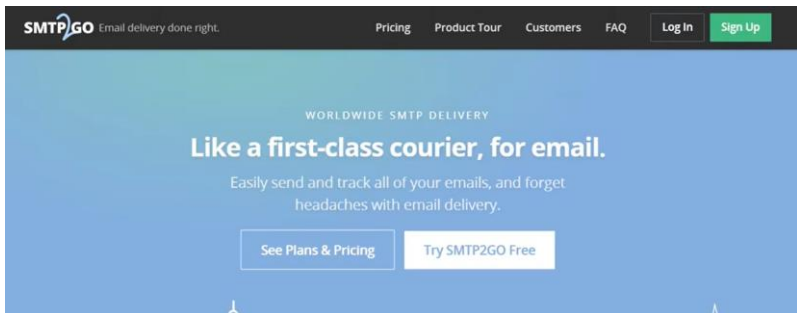 SMTP2GO Email delivery done right. Pricing Product Tour Customers FAQ Log In Sign Up
WORLDWIDE SMTP DELIVERY
Like a first-class courier, for email.
Easily send and track all of your emails, and forget
headaches with email delivery.
See Plans & Pricing Try SMTP2GO Free